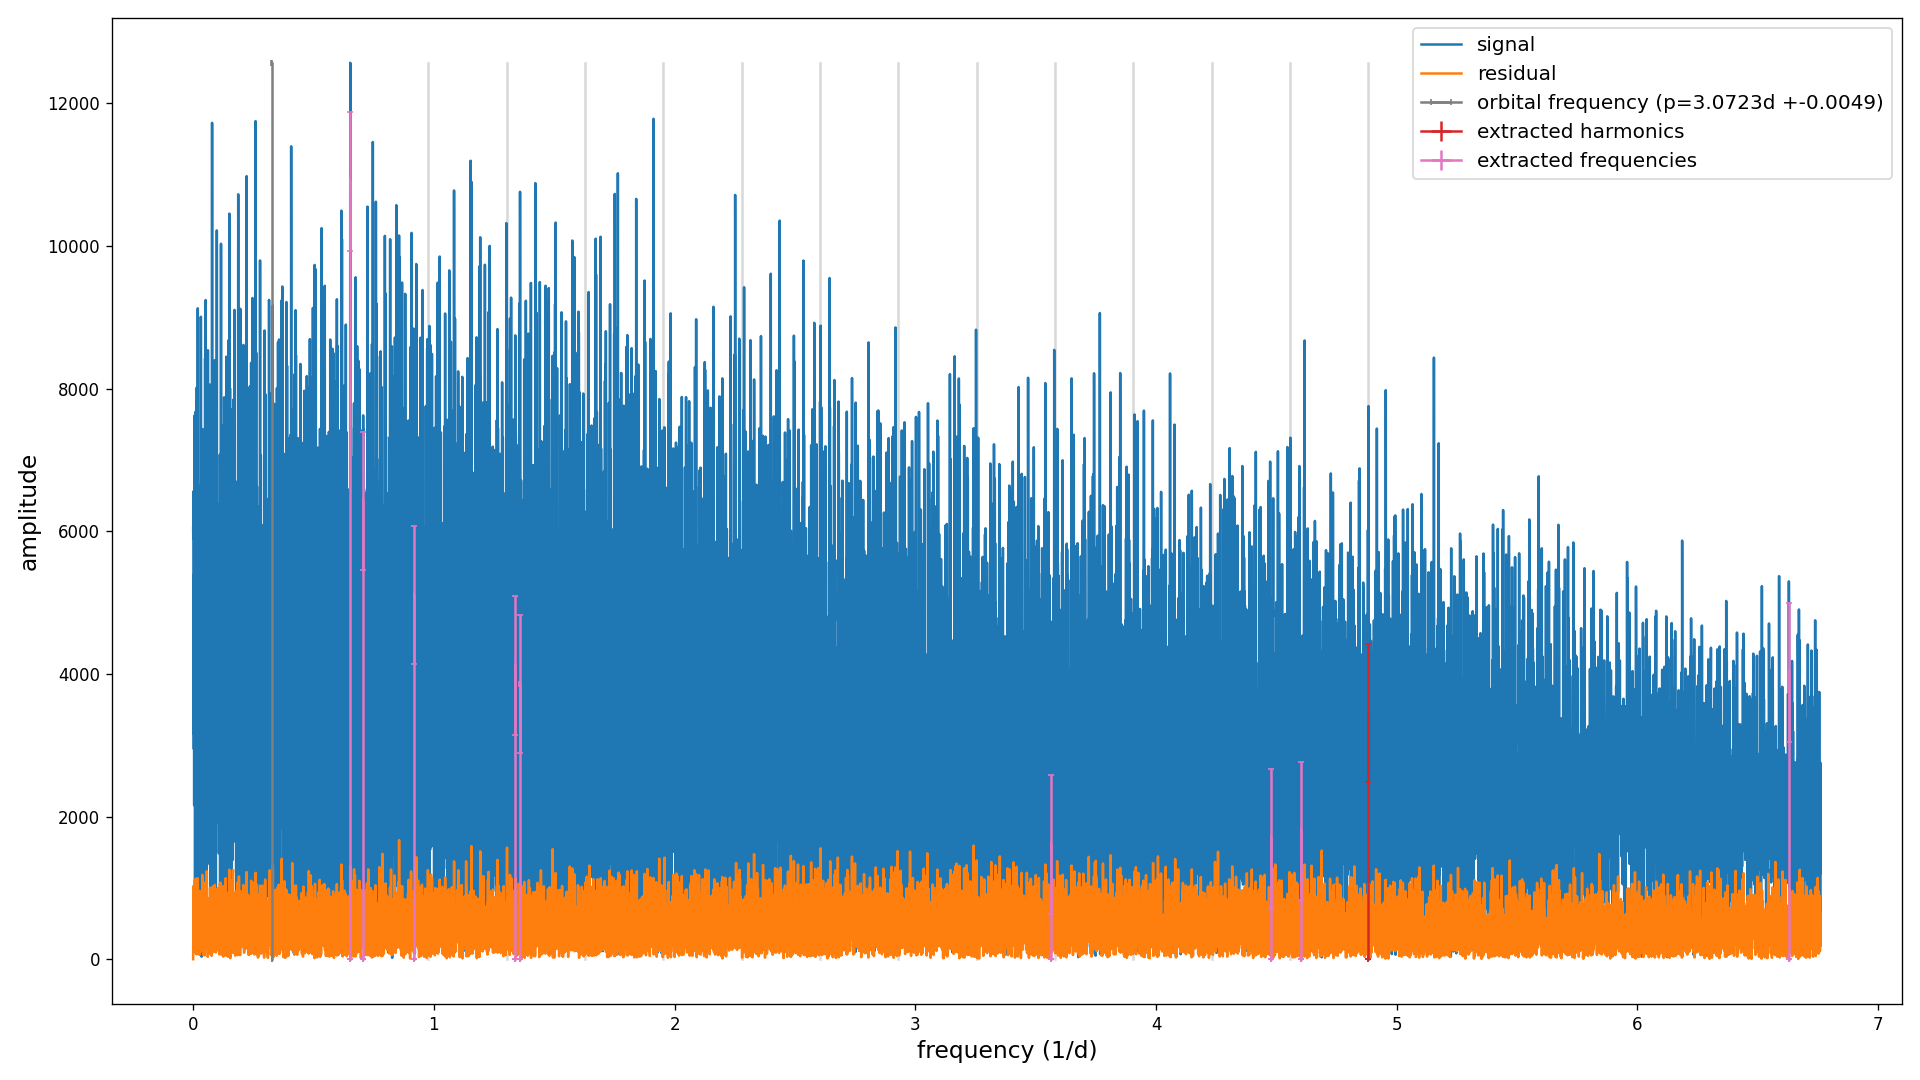 signal
residual
orbital frequency (p=3.0723d +-0.0049)
extracted harmonics
extracted frequencies
12000
10000
8000
6000
4000
2000
0
amplitude
0 1 2 3 4 5 6 7
frequency (1/d)